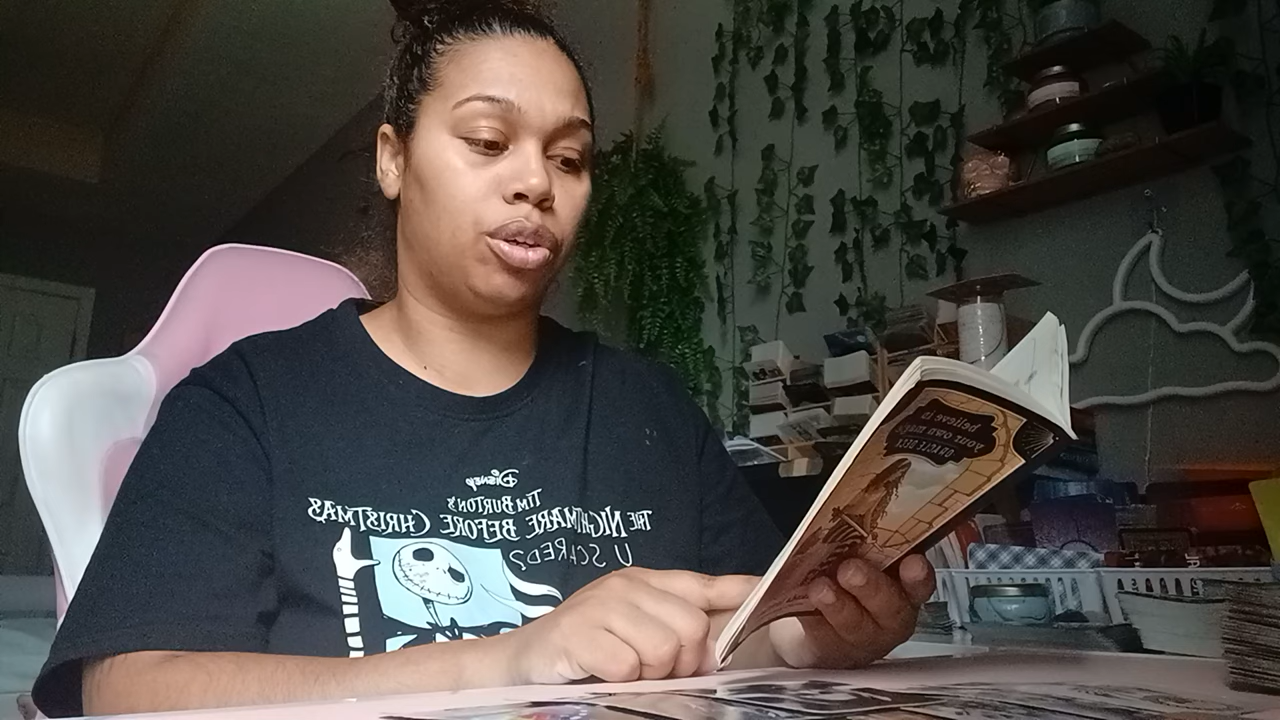 Disney
TIM BURTON'S
THE NIGHTMARE BEFORE CHRISTMAS
U SCARED?
believe in
your own magic
ORACLE DECK